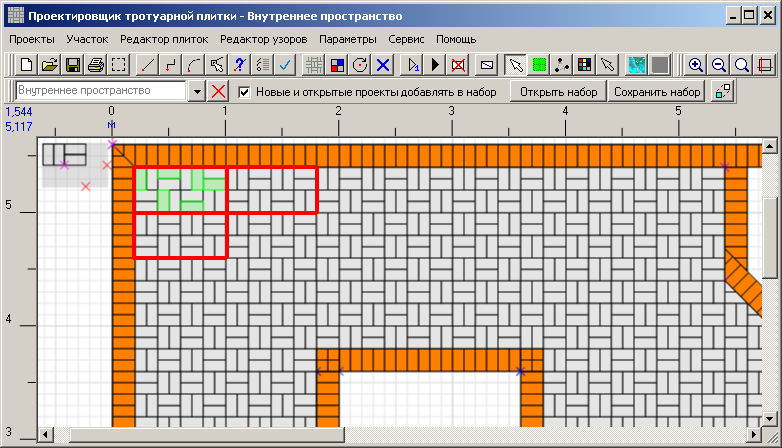 Проектировщик тротуарной плитки - Внутреннее пространство
Проекты Участок Редактор плиток Редактор узоров Параметры Сервис Помощь
Внутреннее пространство Новые и открытые проекты добавлять в набор Открыть набор Сохранить набор
1,544
5,117
0 1 2 3 4 5
м
5
4
3